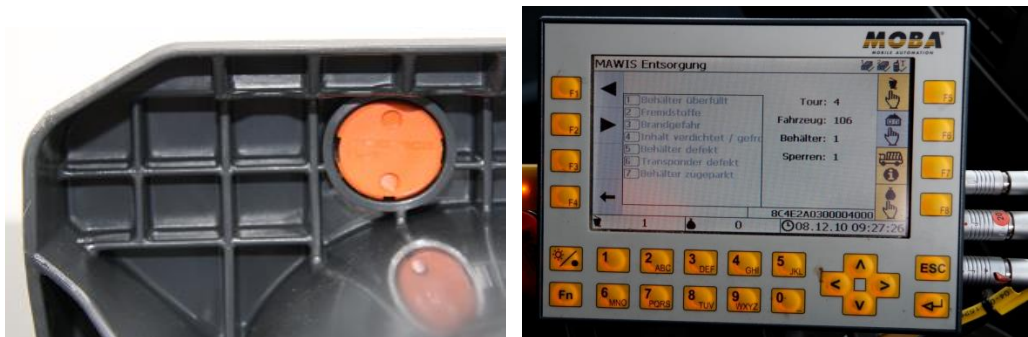 MOBA
MOBILE AUTOMATION
MAWIS Entsorgung
1 Behälter überfüllt
2 Fremdstoffe
3 Brandgefahr
4 Inhalt verdichtet / gefro
5 Behälter defekt
6 Transponder defekt
7 Behälter zugeparkt
Tour: 4
Fahrzeug: 106
Behälter: 1
Sperren: 1
8C4E2A0300004000
1 0 08.12.10 09:27:26
F1
F2
F3
F4
F5
F6
F7
F8
1 2 ABC 3 DEF 4 GHI 5 JKL
ESC
Fn 6 MNO 7 PQRS 8 TUV 9 WXYZ 0